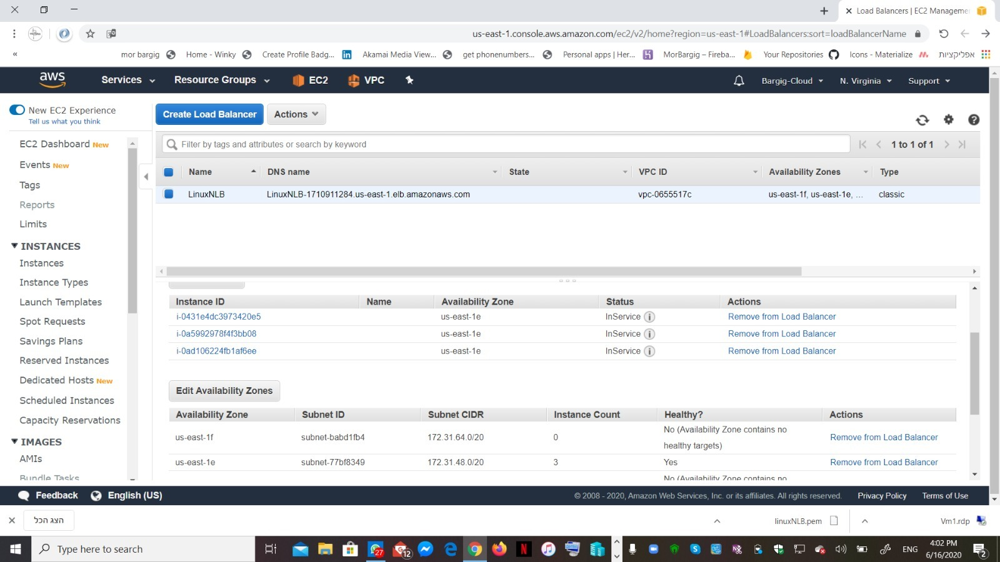 Load Balancers | EC2 Manageme
us-east-1.console.aws.amazon.com/ec2/v2/home?region=us-east-1#LoadBalancers:sort=loadBalancerName
«
mor bargig
Home - Winky
Create Profile Badg...
Akamai Media View...
get phonenumbers...
Personal apps | Her...
MorBargig – Fireba...
Your Repositories
Icons - Materialize
אפליקציות
aws
Services
Resource Groups
EC2
VPC
Bargig-Cloud
N. Virginia
Support
New EC2 Experience
Tell us what you think
Create Load Balancer
Actions
Filter by tags and attributes or search by keyword
1 to 1 of 1
EC2 Dashboard New
Events New
Tags
Reports
Limits
INSTANCES
Instances
Instance Types
Launch Templates
Spot Requests
Savings Plans
Reserved Instances
Dedicated Hosts New
Scheduled Instances
Capacity Reservations
IMAGES
AMIs
Bundle Tasks
Name
DNS name
State
VPC ID
Availability Zones
Type
LinuxNLB
LinuxNLB-1710911284.us-east-1.elb.amazonaws.com
vpc-0655517c
us-east-1f, us-east-1e, ...
classic
Instance ID
Name
Availability Zone
Status
Actions
i-0431e4dc3973420e5
us-east-1e
InService
Remove from Load Balancer
i-0a5992978f4f3bb08
us-east-1e
InService
Remove from Load Balancer
i-0ad106224fb1af6ee
us-east-1e
InService
Remove from Load Balancer
Edit Availability Zones
Availability Zone
Subnet ID
Subnet CIDR
Instance Count
Healthy?
Actions
us-east-1f
subnet-babd1fb4
172.31.64.0/20
0
No (Availability Zone contains no
healthy targets)
Remove from Load Balancer
us-east-1e
subnet-77bf8349
172.31.48.0/20
3
Yes
Remove from Load Balancer
No (Availability Zone contains no
Feedback
English (US)
© 2008 - 2020, Amazon Web Services, Inc. or its affiliates. All rights reserved.
Privacy Policy
Terms of Use
הצג הכל
linuxNLB.pem
Vm1.rdp
Type here to search
27
12
ENG
4:02 PM
6/16/2020
2